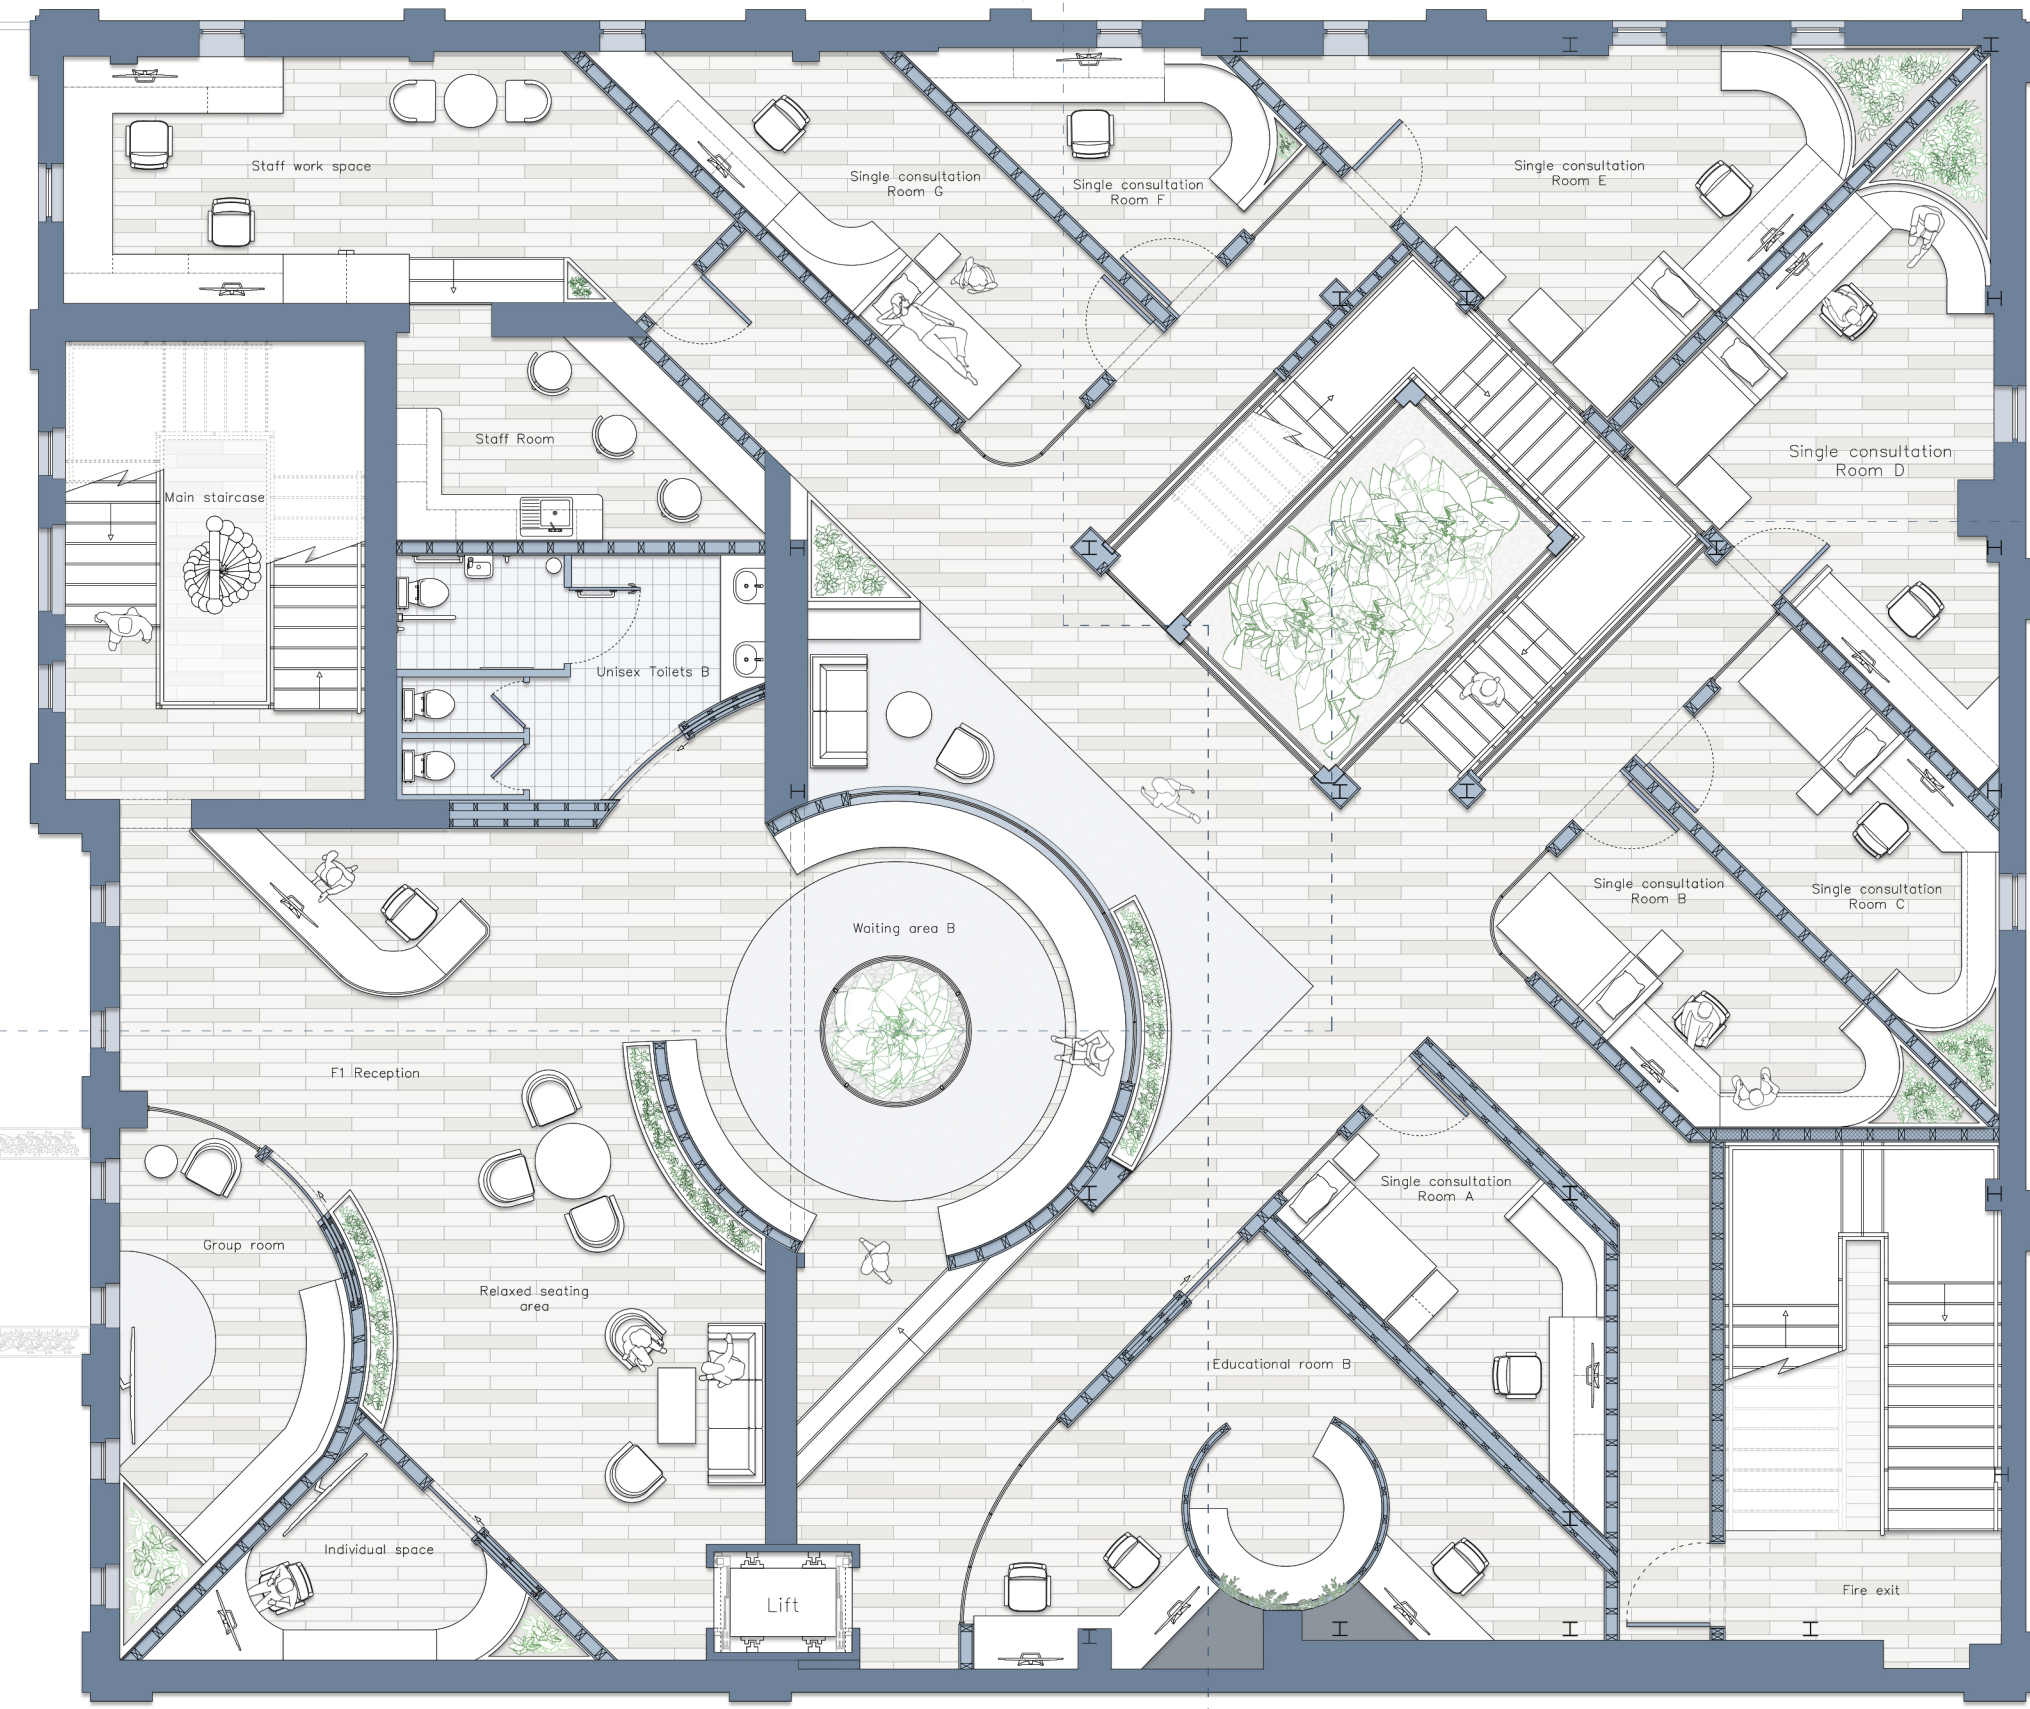 Staff work space
Single consultation
Room G
Single consultation
Room F
Single consultation
Room E
Staff Room
Single consultation
Room D
Main staircase
Unisex Toilets B
Single consultation
Room B
Single consultation
Room C
Waiting area B
F1 Reception
Single consultation
Room A
Group room
Relaxed seating
area
Educational room B
Individual space
Lift
Fire exit